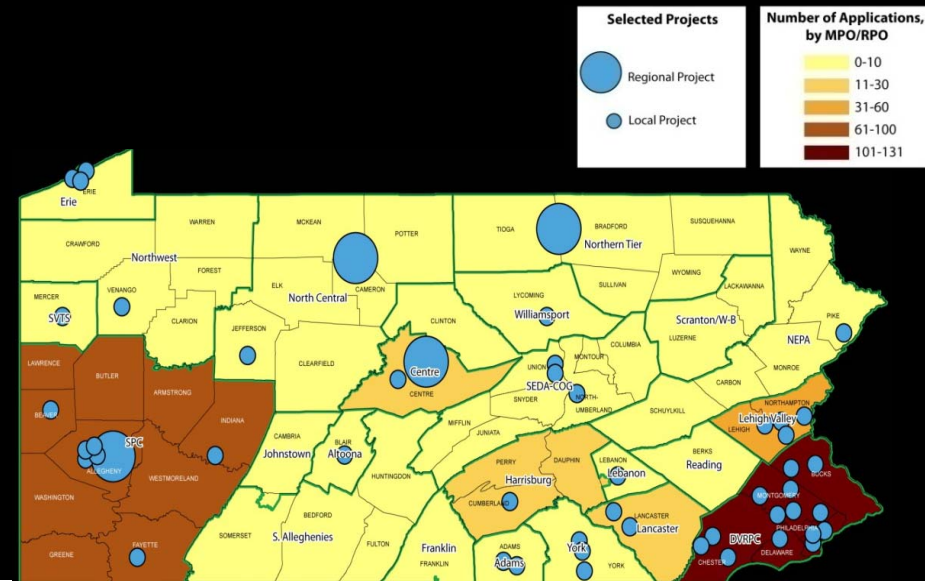 Selected Projects
Regional Project
Local Project
Number of Applications,
by MPO/RPO
0-10
11-30
31-60
61-100
101-131
ERIE
Erie
CRAWFORD
WARREN
Northwest
FOREST
MERCER
SVTS
VENANGO
CLARION
MCKEAN
POTTER
ELK
CAMERON
North Central
JEFFERSON
CLEARFIELD
TIOGA
BRADFORD
Northern Tier
SUSQUEHANNA
SULLIVAN
WYOMING
LACKAWANNA
WAYNE
LYCOMING
Williamsport
CLINTON
Scranton/W-B
LUZERNE
PIKE
NEPA
MONROE
CARBON
SCHUYLKILL
Centre
CENTRE
UNION
MONTOUR
COLUMBIA
SEDA-COG
SNYDER
NORTH-
UMBERLAND
MIFFLIN
JUNIATA
LAWRENCE
BUTLER
ARMSTRONG
INDIANA
BEAVER
SPC
ALLEGHENY
WESTMORELAND
WASHINGTON
GREENE
FAYETTE
CAMBRIA
Johnstown
BLAIR
Altoona
HUNTINGDON
BEDFORD
SOMERSET
S. Alleghenies
FULTON
Franklin
FRANKLIN
PERRY
DAUPHIN
Harrisburg
CUMBERLAND
ADAMS
Adams
York
YORK
LEBANON
Lebanon
LANCASTER
Lancaster
BERKS
Reading
NORTHAMPTON
Lehigh Valley
LEHIGH
BUCKS
MONTGOMERY
PHILADELPHIA
DVRPC
DELAWARE
CHESTER